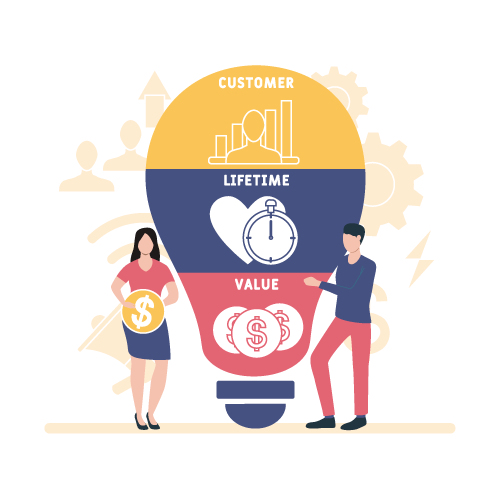 CUSTOMER
LIFETIME
VALUE
$
$ $ $